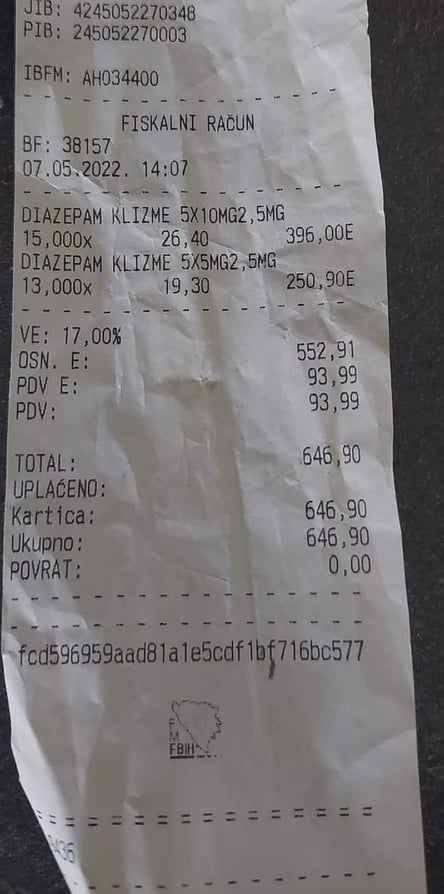 JIB: 4245052270348
PIB: 245052270003
IBFM: AH034400
FISKALNI RAČUN
BF: 38157
07.05.2022. 14:07
DIAZEPAM KLIZME 5X10MG2,5MG
15,000x 26,40 396,00E
DIAZEPAM KLIZME 5X5MG2,5MG
13,000x 19,30 250,90E
VE: 17,00%
OSN. E: 552,91
PDV E: 93,99
PDV: 93,99
TOTAL: 646,90
UPLAĆENO:
Kartica: 646,90
Ukupno: 646,90
POVRAT: 0,00
fcd596959aad81a1e5cdf1bf716bc577
FM
FBIH